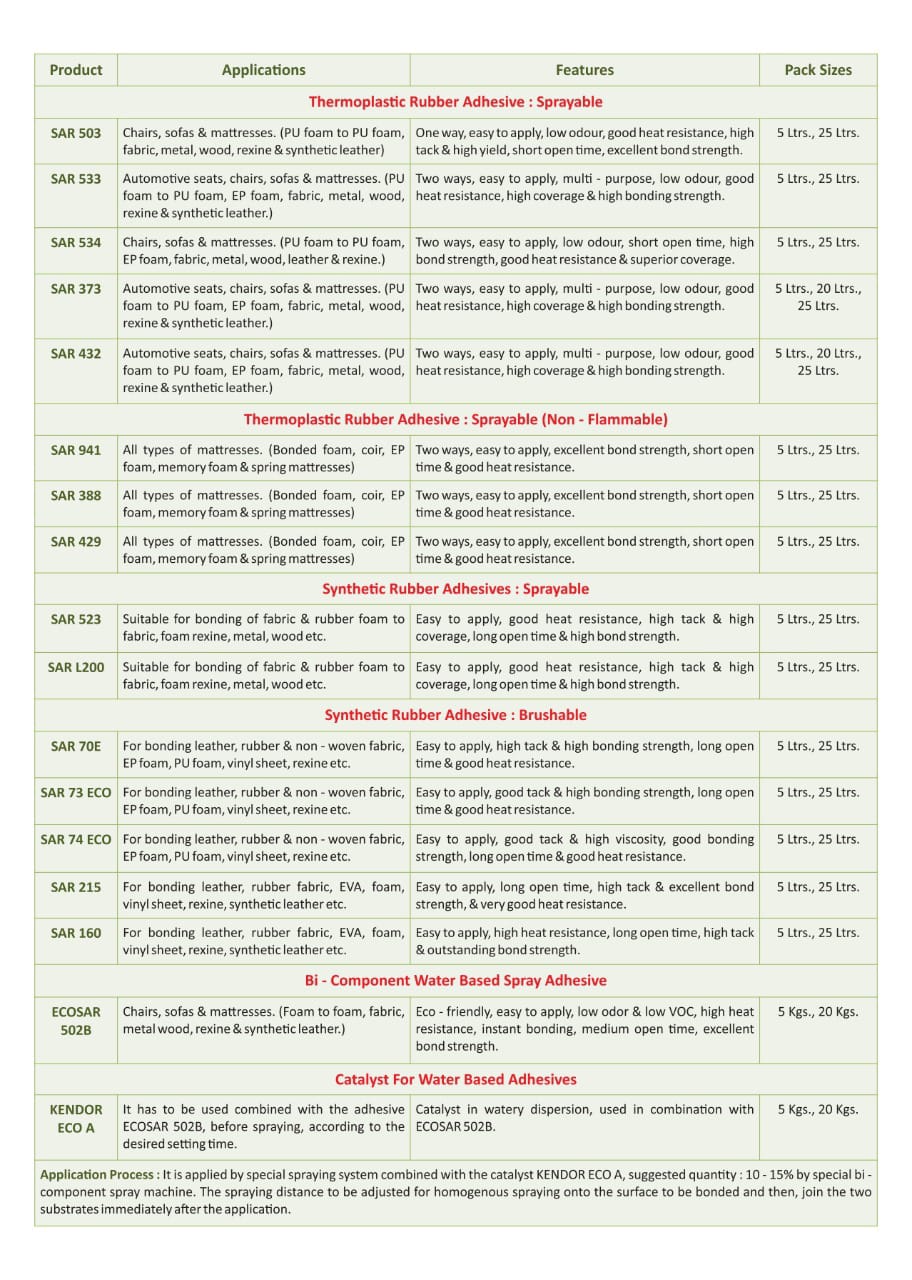 Product Applications Features Pack Sizes
Thermoplastic Rubber Adhesive : Sprayable
SAR 503 Chairs, sofas & mattresses. (PU foam to PU foam, One way, easy to apply, low odour, good heat resistance, high 5 Ltrs., 25 Ltrs.
fabric, metal, wood, rexine & synthetic leather) tack & high yield, short open time, excellent bond strength.
SAR 533 Automotive seats, chairs, sofas & mattresses. (PU Two ways, easy to apply, multi - purpose, low odour, good 5 Ltrs., 25 Ltrs.
foam to PU foam, EP foam, fabric, metal, wood, heat resistance, high coverage & high bonding strength.
rexine & synthetic leather.)
SAR 534 Chairs, sofas & mattresses. (PU foam to PU foam, Two ways, easy to apply, low odour, short open time, high 5 Ltrs., 25 Ltrs.
EP foam, fabric, metal, wood, leather & rexine.) bond strength, good heat resistance & superior coverage.
SAR 373 Automotive seats, chairs, sofas & mattresses. (PU Two ways, easy to apply, multi - purpose, low odour, good 5 Ltrs., 20 Ltrs.,
foam to PU foam, EP foam, fabric, metal, wood, heat resistance, high coverage & high bonding strength. 25 Ltrs.
rexine & synthetic leather.)
SAR 432 Automotive seats, chairs, sofas & mattresses. (PU Two ways, easy to apply, multi - purpose, low odour, good 5 Ltrs., 20 Ltrs.,
foam to PU foam, EP foam, fabric, metal, wood, heat resistance, high coverage & high bonding strength. 25 Ltrs.
rexine & synthetic leather.)
Thermoplastic Rubber Adhesive : Sprayable (Non - Flammable)
SAR 941 All types of mattresses. (Bonded foam, coir, EP Two ways, easy to apply, excellent bond strength, short open 5 Ltrs., 25 Ltrs.
foam, memory foam & spring mattresses) time & good heat resistance.
SAR 388 All types of mattresses. (Bonded foam, coir, EP Two ways, easy to apply, excellent bond strength, short open 5 Ltrs., 25 Ltrs.
foam, memory foam & spring mattresses) time & good heat resistance.
SAR 429 All types of mattresses. (Bonded foam, coir, EP Two ways, easy to apply, excellent bond strength, short open 5 Ltrs., 25 Ltrs.
foam, memory foam & spring mattresses) time & good heat resistance.
Synthetic Rubber Adhesives : Sprayable
SAR 523 Suitable for bonding of fabric & rubber foam to Easy to apply, good heat resistance, high tack & high 5 Ltrs., 25 Ltrs.
fabric, foam rexine, metal, wood etc. coverage, long open time & high bond strength.
SAR L200 Suitable for bonding of fabric & rubber foam to Easy to apply, good heat resistance, high tack & high 5 Ltrs., 25 Ltrs.
fabric, foam rexine, metal, wood etc. coverage, long open time & high bond strength.
Synthetic Rubber Adhesive : Brushable
SAR 70E For bonding leather, rubber & non - woven fabric, Easy to apply, high tack & high bonding strength, long open 5 Ltrs., 25 Ltrs.
EP foam, PU foam, vinyl sheet, rexine etc. time & good heat resistance.
SAR 73 ECO For bonding leather, rubber & non - woven fabric, Easy to apply, good tack & high bonding strength, long open 5 Ltrs., 25 Ltrs.
EP foam, PU foam, vinyl sheet, rexine etc. time & good heat resistance.
SAR 74 ECO For bonding leather, rubber & non - woven fabric, Easy to apply, good tack & high viscosity, good bonding 5 Ltrs., 25 Ltrs.
EP foam, PU foam, vinyl sheet, rexine etc. strength, long open time & good heat resistance.
SAR 215 For bonding leather, rubber fabric, EVA, foam, Easy to apply, long open time, high tack & excellent bond 5 Ltrs., 25 Ltrs.
vinyl sheet, rexine, synthetic leather etc. strength, & very good heat resistance.
SAR 160 For bonding leather, rubber fabric, EVA, foam, Easy to apply, high heat resistance, long open time, high tack 5 Ltrs., 25 Ltrs.
vinyl sheet, rexine, synthetic leather etc. & outstanding bond strength.
Bi - Component Water Based Spray Adhesive
ECOSAR Chairs, sofas & mattresses. (Foam to foam, fabric, Eco - friendly, easy to apply, low odor & low VOC, high heat 5 Kgs., 20 Kgs.
502B metal wood, rexine & synthetic leather.) resistance, instant bonding, medium open time, excellent
bond strength.
Catalyst For Water Based Adhesives
KENDOR It has to be used combined with the adhesive Catalyst in watery dispersion, used in combination with 5 Kgs., 20 Kgs.
ECO A ECOSAR 502B, before spraying, according to the ECOSAR 502B.
desired setting time.
Application Process : It is applied by special spraying system combined with the catalyst KENDOR ECO A, suggested quantity : 10 - 15% by special bi -
component spray machine. The spraying distance to be adjusted for homogenous spraying onto the surface to be bonded and then, join the two
substrates immediately after the application.